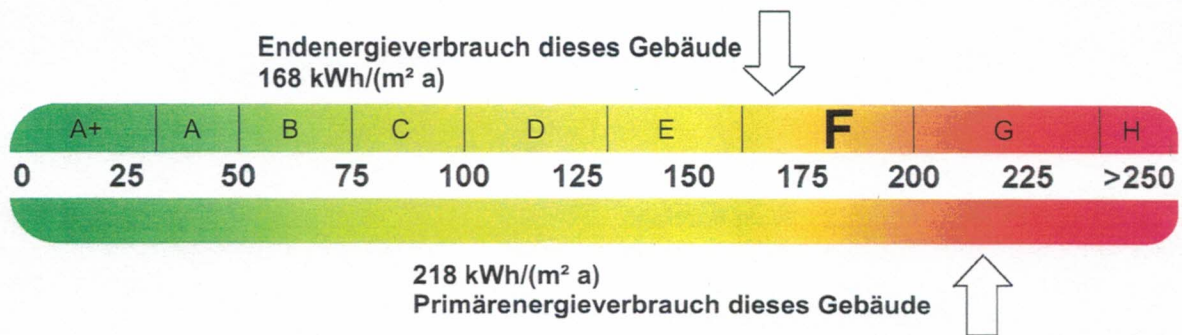 Endenergieverbrauch dieses Gebäude
168 kWh/(m² a)
A+ A B C D E F G H
0 25 50 75 100 125 150 175 200 225 >250
218 kWh/(m² a)
Primärenergieverbrauch dieses Gebäude